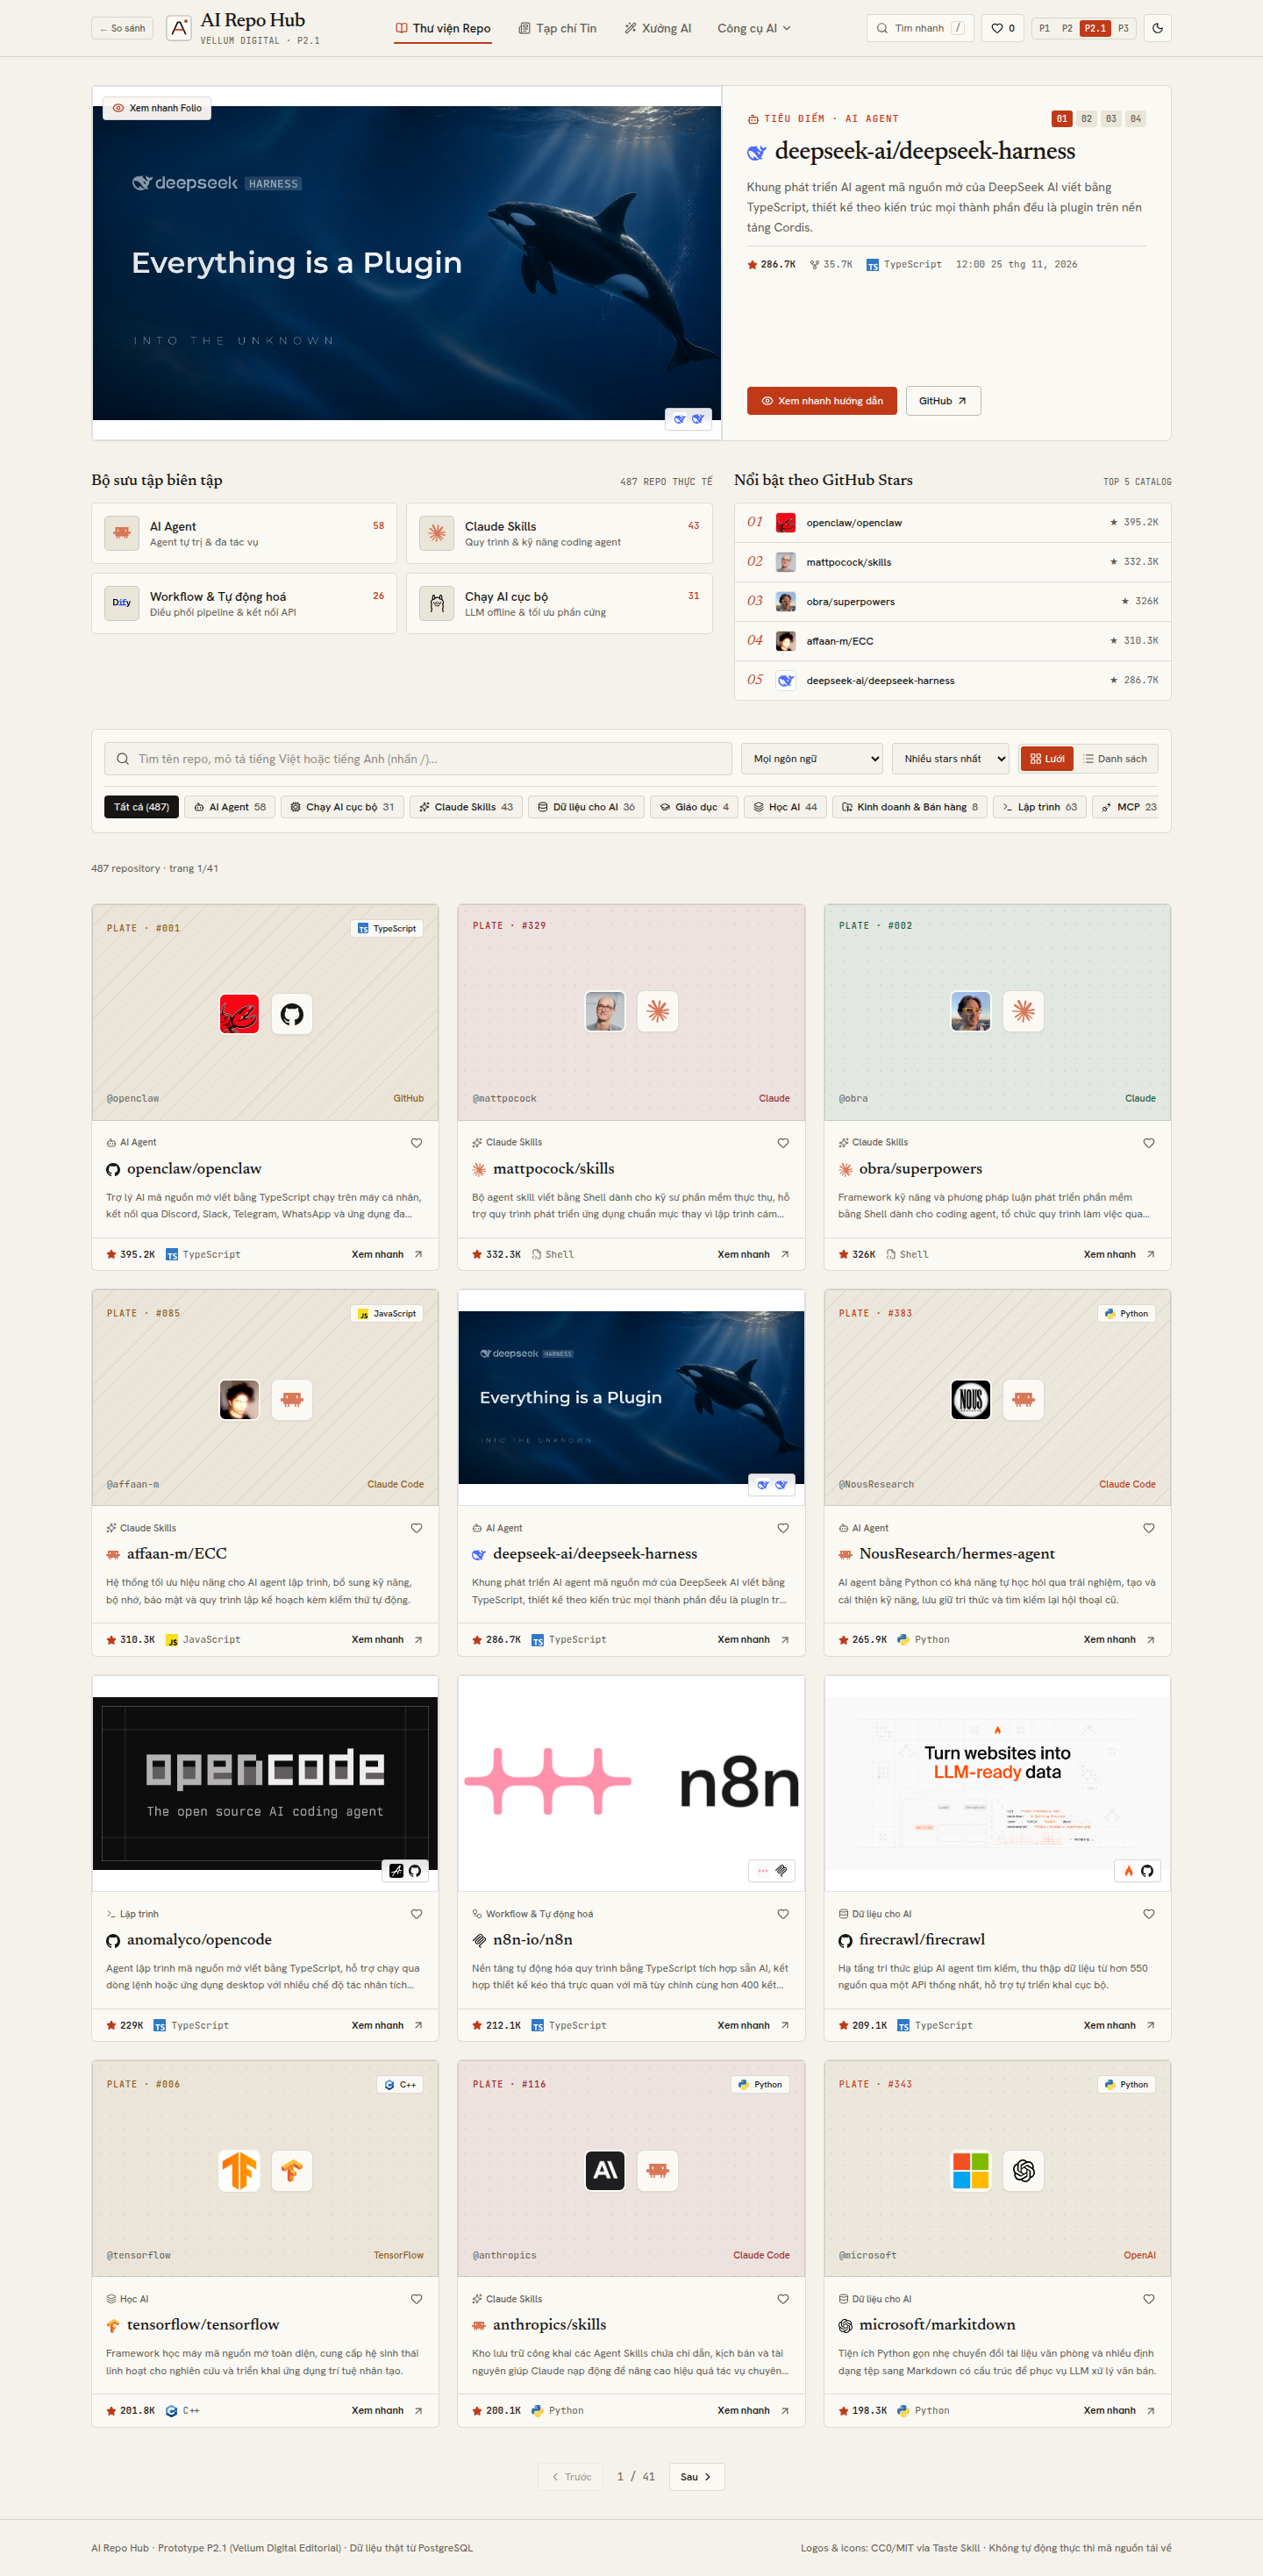 ← So sánh
AI Repo Hub
VELLUM DIGITAL · P2.1
Thư viện Repo
Tạp chí Tin
Xưởng AI
Công cụ AI
Tìm nhanh /
0
P1 P2 P2.1 P3
Xem nhanh Folio
deepseek HARNESS
Everything is a Plugin
INTO THE UNKNOWN
TIÊU ĐIỂM · AI AGENT
01 02 03 04
deepseek-ai/deepseek-harness
Khung phát triển AI agent mã nguồn mở của DeepSeek AI viết bằng
TypeScript, thiết kế theo kiến trúc mọi thành phần đều là plugin trên nền
tảng Cordis.
286.7K 35.7K TypeScript 12:00 25 thg 11, 2026
Xem nhanh hướng dẫn
GitHub
Bộ sưu tập biên tập
487 REPO THỰC TẾ
AI Agent 58
Agent tự trị & đa tác vụ
Claude Skills 43
Quy trình & kỹ năng coding agent
Dify
Workflow & Tự động hoá 26
Điều phối pipeline & kết nối API
Chạy AI cục bộ 31
LLM offline & tối ưu phần cứng
Nổi bật theo GitHub Stars
TOP 5 CATALOG
01 openclaw/openclaw ★ 395.2K
02 mattpocock/skills ★ 332.3K
03 obra/superpowers ★ 326K
04 affaan-m/ECC ★ 310.3K
05 deepseek-ai/deepseek-harness ★ 286.7K
Tìm tên repo, mô tả tiếng Việt hoặc tiếng Anh (nhấn /)...
Mọi ngôn ngữ
Nhiều stars nhất
Lưới
Danh sách
Tất cả (487)
AI Agent 58
Chạy AI cục bộ 31
Claude Skills 43
Dữ liệu cho AI 36
Giáo dục 4
Học AI 44
Kinh doanh & Bán hàng 8
Lập trình 63
MCP 23
487 repository · trang 1/41
PLATE · #001
TypeScript
@openclaw
GitHub
AI Agent
openclaw/openclaw
Trợ lý AI mã nguồn mở viết bằng TypeScript chạy trên máy cá nhân,
kết nối qua Discord, Slack, Telegram, WhatsApp và ứng dụng đa...
395.2K TypeScript Xem nhanh
PLATE · #329
@mattpocock
Claude
Claude Skills
mattpocock/skills
Bộ agent skill viết bằng Shell dành cho kỹ sư phần mềm thực thụ, hỗ
trợ quy trình phát triển ứng dụng chuẩn mực thay vì lập trình cảm...
332.3K Shell Xem nhanh
PLATE · #002
@obra
Claude
Claude Skills
obra/superpowers
Framework kỹ năng và phương pháp luận phát triển phần mềm
bằng Shell dành cho coding agent, tổ chức quy trình làm việc qua...
326K Shell Xem nhanh
PLATE · #085
JavaScript
@affaan-m
Claude Code
Claude Skills
affaan-m/ECC
Hệ thống tối ưu hiệu năng cho AI agent lập trình, bổ sung kỹ năng,
bộ nhớ, bảo mật và quy trình lập kế hoạch kèm kiểm thử tự động.
310.3K JavaScript Xem nhanh
deepseek HARNESS
Everything is a Plugin
INTO THE UNKNOWN
AI Agent
deepseek-ai/deepseek-harness
Khung phát triển AI agent mã nguồn mở của DeepSeek AI viết bằng
TypeScript, thiết kế theo kiến trúc mọi thành phần đều là plugin tr...
286.7K TypeScript Xem nhanh
PLATE · #383
Python
NOUS
@NousResearch
Claude Code
AI Agent
NousResearch/hermes-agent
AI agent bằng Python có khả năng tự học hỏi qua trải nghiệm, tạo và
cải thiện kỹ năng, lưu giữ tri thức và tìm kiếm lại hội thoại cũ.
265.9K Python Xem nhanh
opencode
The open source AI coding agent
Lập trình
anomalyco/opencode
Agent lập trình mã nguồn mở viết bằng TypeScript, hỗ trợ chạy qua
dòng lệnh hoặc ứng dụng desktop với nhiều chế độ tác nhân tích...
229K TypeScript Xem nhanh
n8n
Workflow & Tự động hoá
n8n-io/n8n
Nền tảng tự động hóa quy trình bằng TypeScript tích hợp sẵn AI, kết
hợp thiết kế kéo thả trực quan với mã tùy chỉnh cùng hơn 400 kết...
212.1K TypeScript Xem nhanh
Turn websites into
LLM-ready data
Dữ liệu cho AI
firecrawl/firecrawl
Hạ tầng tri thức giúp AI agent tìm kiếm, thu thập dữ liệu từ hơn 550
nguồn qua một API thống nhất, hỗ trợ tự triển khai cục bộ.
209.1K TypeScript Xem nhanh
PLATE · #006
C++
@tensorflow
TensorFlow
Học AI
tensorflow/tensorflow
Framework học máy mã nguồn mở toàn diện, cung cấp hệ sinh thái
linh hoạt cho nghiên cứu và triển khai ứng dụng trí tuệ nhân tạo.
201.8K C++ Xem nhanh
PLATE · #116
Python
@anthropics
Claude Code
Claude Skills
anthropics/skills
Kho lưu trữ công khai các Agent Skills chứa chỉ dẫn, kịch bản và tài
nguyên giúp Claude nạp động để nâng cao hiệu quả tác vụ chuyên...
200.1K Python Xem nhanh
PLATE · #343
Python
@microsoft
OpenAI
Dữ liệu cho AI
microsoft/markitdown
Tiện ích Python gọn nhẹ chuyển đổi tài liệu văn phòng và nhiều định
dạng tệp sang Markdown có cấu trúc để phục vụ LLM xử lý văn bản.
198.3K Python Xem nhanh
Trước
1 / 41
Sau
AI Repo Hub · Prototype P2.1 (Vellum Digital Editorial) · Dữ liệu thật từ PostgreSQL
Logos & icons: CC0/MIT via Taste Skill · Không tự động thực thi mã nguồn tải về